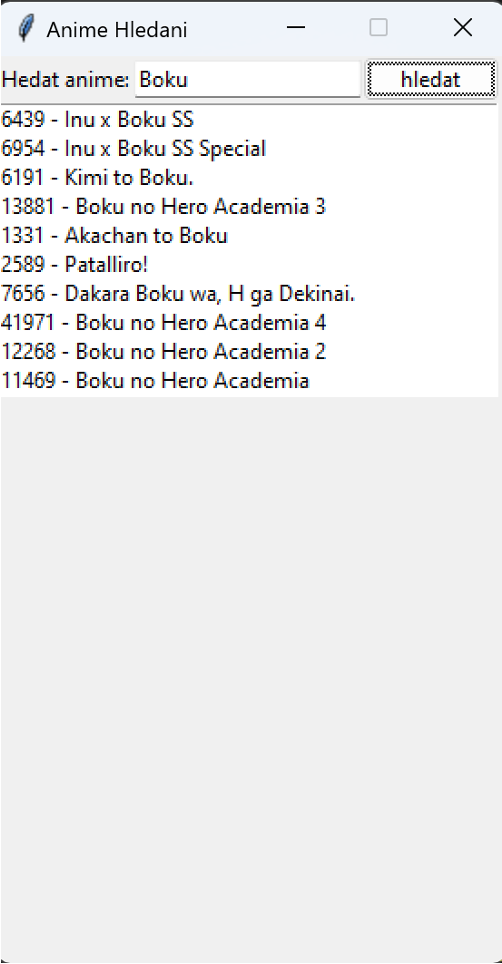 Anime Hledani
Hedat anime: Boku hledat
6439 - Inu x Boku SS
6954 - Inu x Boku SS Special
6191 - Kimi to Boku.
13881 - Boku no Hero Academia 3
1331 - Akachan to Boku
2589 - Patalliro!
7656 - Dakara Boku wa, H ga Dekinai.
41971 - Boku no Hero Academia 4
12268 - Boku no Hero Academia 2
11469 - Boku no Hero Academia